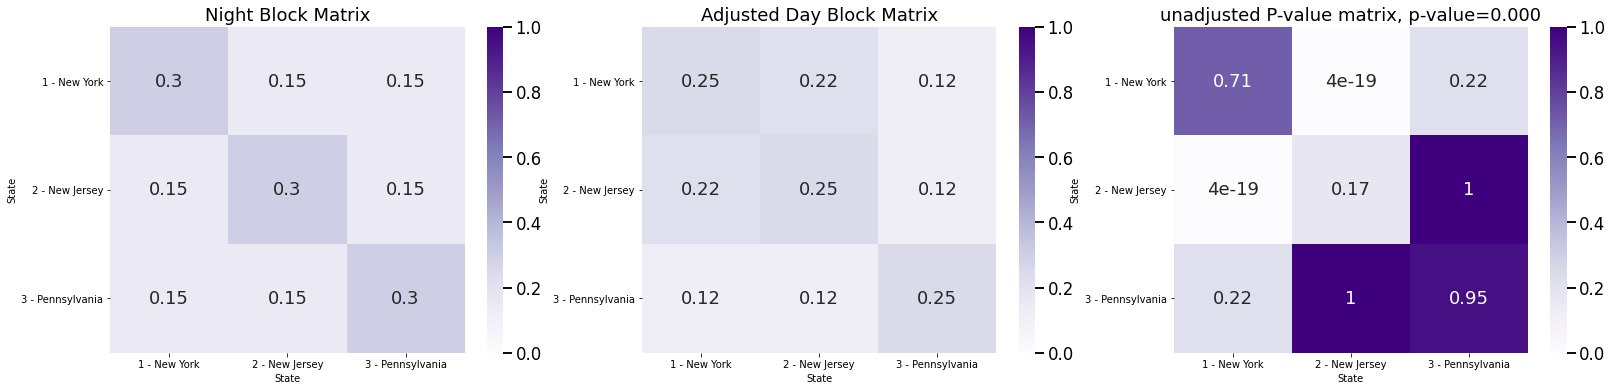 Night Block Matrix
State
1 - New York
2 - New Jersey
3 - Pennsylvania
0.3 0.15 0.15
0.15 0.3 0.15
0.15 0.15 0.3
1 - New York 2 - New Jersey 3 - Pennsylvania
State
1.0
0.8
0.6
0.4
0.2
0.0
Adjusted Day Block Matrix
State
1 - New York
2 - New Jersey
3 - Pennsylvania
0.25 0.22 0.12
0.22 0.25 0.12
0.12 0.12 0.25
1 - New York 2 - New Jersey 3 - Pennsylvania
State
1.0
0.8
0.6
0.4
0.2
0.0
unadjusted P-value matrix, p-value=0.000
State
1 - New York
2 - New Jersey
3 - Pennsylvania
0.71 4e-19 0.22
4e-19 0.17 1
0.22 1 0.95
1 - New York 2 - New Jersey 3 - Pennsylvania
State
1.0
0.8
0.6
0.4
0.2
0.0